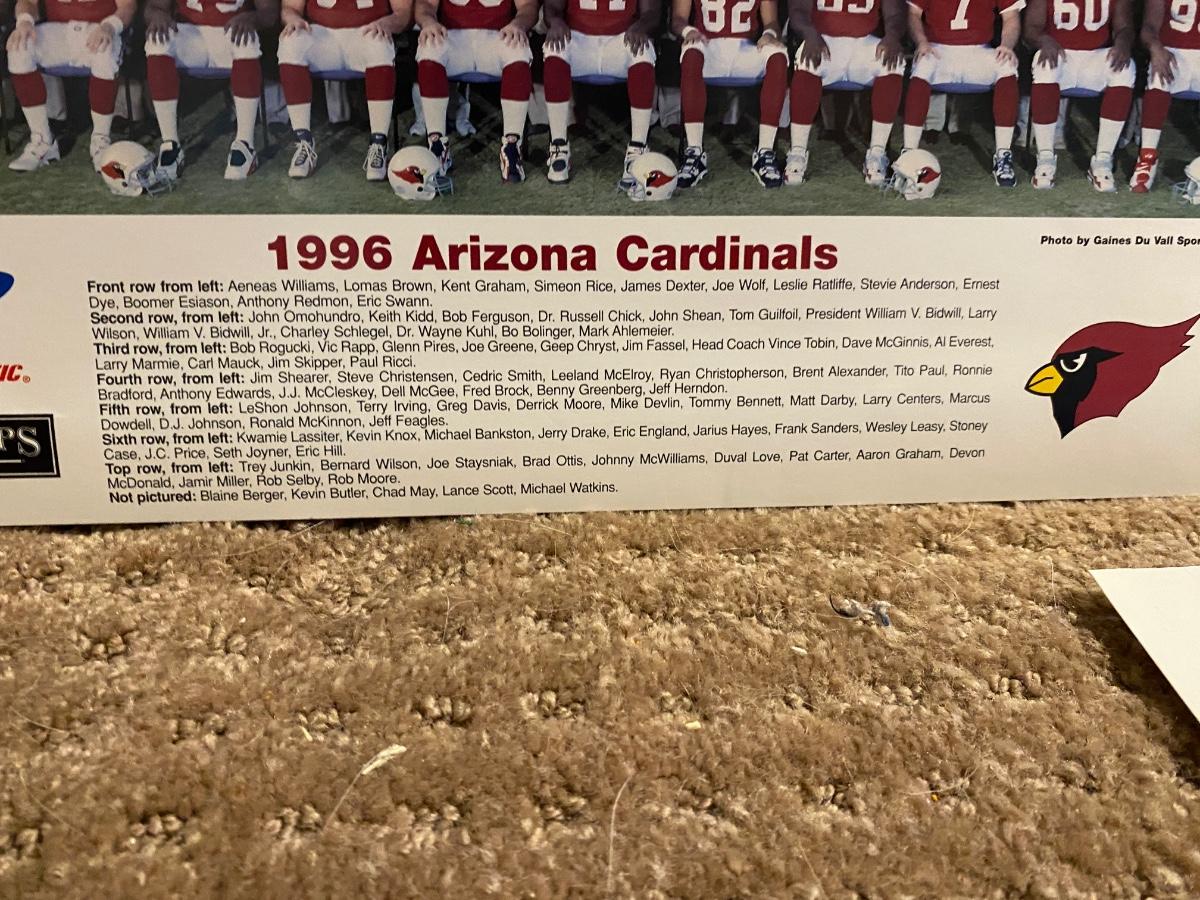 82
7
60
1996 Arizona Cardinals
Photo by Gaines Du Vall
Front row from left: Aeneas Williams, Lomas Brown, Kent Graham, Simeon Rice, James Dexter, Joe Wolf, Leslie Ratliffe, Stevie Anderson, Ernest
Dye, Boomer Esiason, Anthony Redmon, Eric Swann.
Second row, from left: John Omohundro, Keith Kidd, Bob Ferguson, Dr. Russell Chick, John Shean, Tom Guilfoil, President William V. Bidwill, Larry
Wilson, William V. Bidwill, Jr., Charley Schlegel, Dr. Wayne Kuhl, Bo Bolinger, Mark Ahlemeier.
Third row, from left: Bob Rogucki, Vic Rapp, Glenn Pires, Joe Greene, Geep Chryst, Jim Fassel, Head Coach Vince Tobin, Dave McGinnis, Al Everest,
Larry Marmie, Carl Mauck, Jim Skipper, Paul Ricci.
Fourth row, from left: Jim Shearer, Steve Christensen, Cedric Smith, Leeland McElroy, Ryan Christopherson, Brent Alexander, Tito Paul, Ronnie
Bradford, Anthony Edwards, J.J. McCleskey, Dell McGee, Fred Brock, Benny Greenberg, Jeff Herndon.
Fifth row, from left: LeShon Johnson, Terry Irving, Greg Davis, Derrick Moore, Mike Devlin, Tommy Bennett, Matt Darby, Larry Centers, Marcus
Dowdell, D.J. Johnson, Ronald McKinnon, Jeff Feagles.
Sixth row, from left: Kwamie Lassiter, Kevin Knox, Michael Bankston, Jerry Drake, Eric England, Jarius Hayes, Frank Sanders, Wesley Leasy, Stoney
Case, J.C. Price, Seth Joyner, Eric Hill.
Top row, from left: Trey Junkin, Bernard Wilson, Joe Staysniak, Brad Ottis, Johnny McWilliams, Duval Love, Pat Carter, Aaron Graham, Devon
McDonald, Jamir Miller, Rob Selby, Rob Moore.
Not pictured: Blaine Berger, Kevin Butler, Chad May, Lance Scott, Michael Watkins.